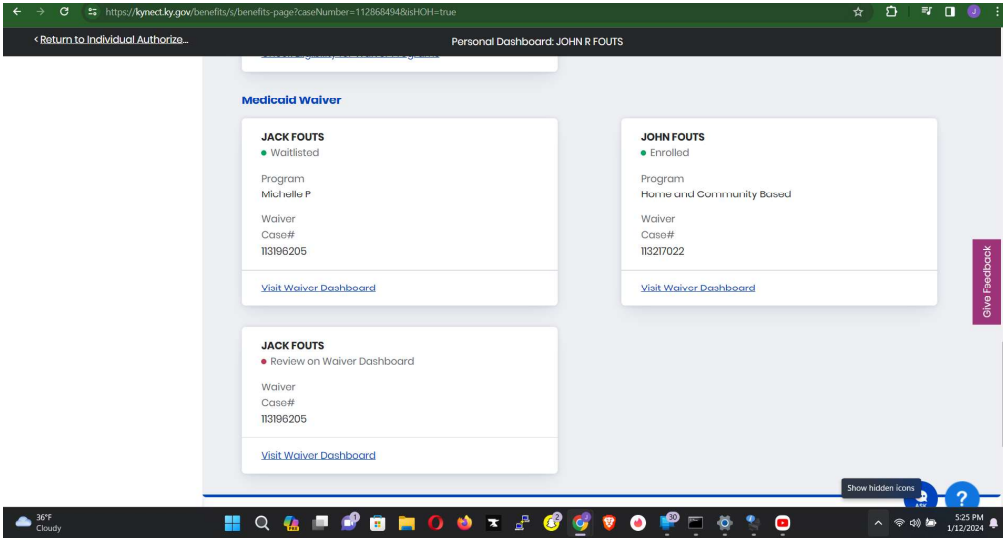 https://kynect.ky.gov/benefits/s/benefits-page?caseNumber=112868494&isHOH=true
< Return to Individual Authorize...
Personal Dashboard: JOHN R FOUTS
Medicaid Waiver
JACK FOUTS
Waitlisted
Program
Michelle P
Waiver
Case#
113196205
Visit Waiver Dashboard
JOHN FOUTS
Enrolled
Program
Home and Community Based
Waiver
Case#
113217022
Visit Waiver Dashboard
JACK FOUTS
Review on Waiver Dashboard
Waiver
Case#
113196205
Visit Waiver Dashboard
Give Feedback
Show hidden icons
ASK
?
36°F
Cloudy
30
5:25 PM
1/12/2024